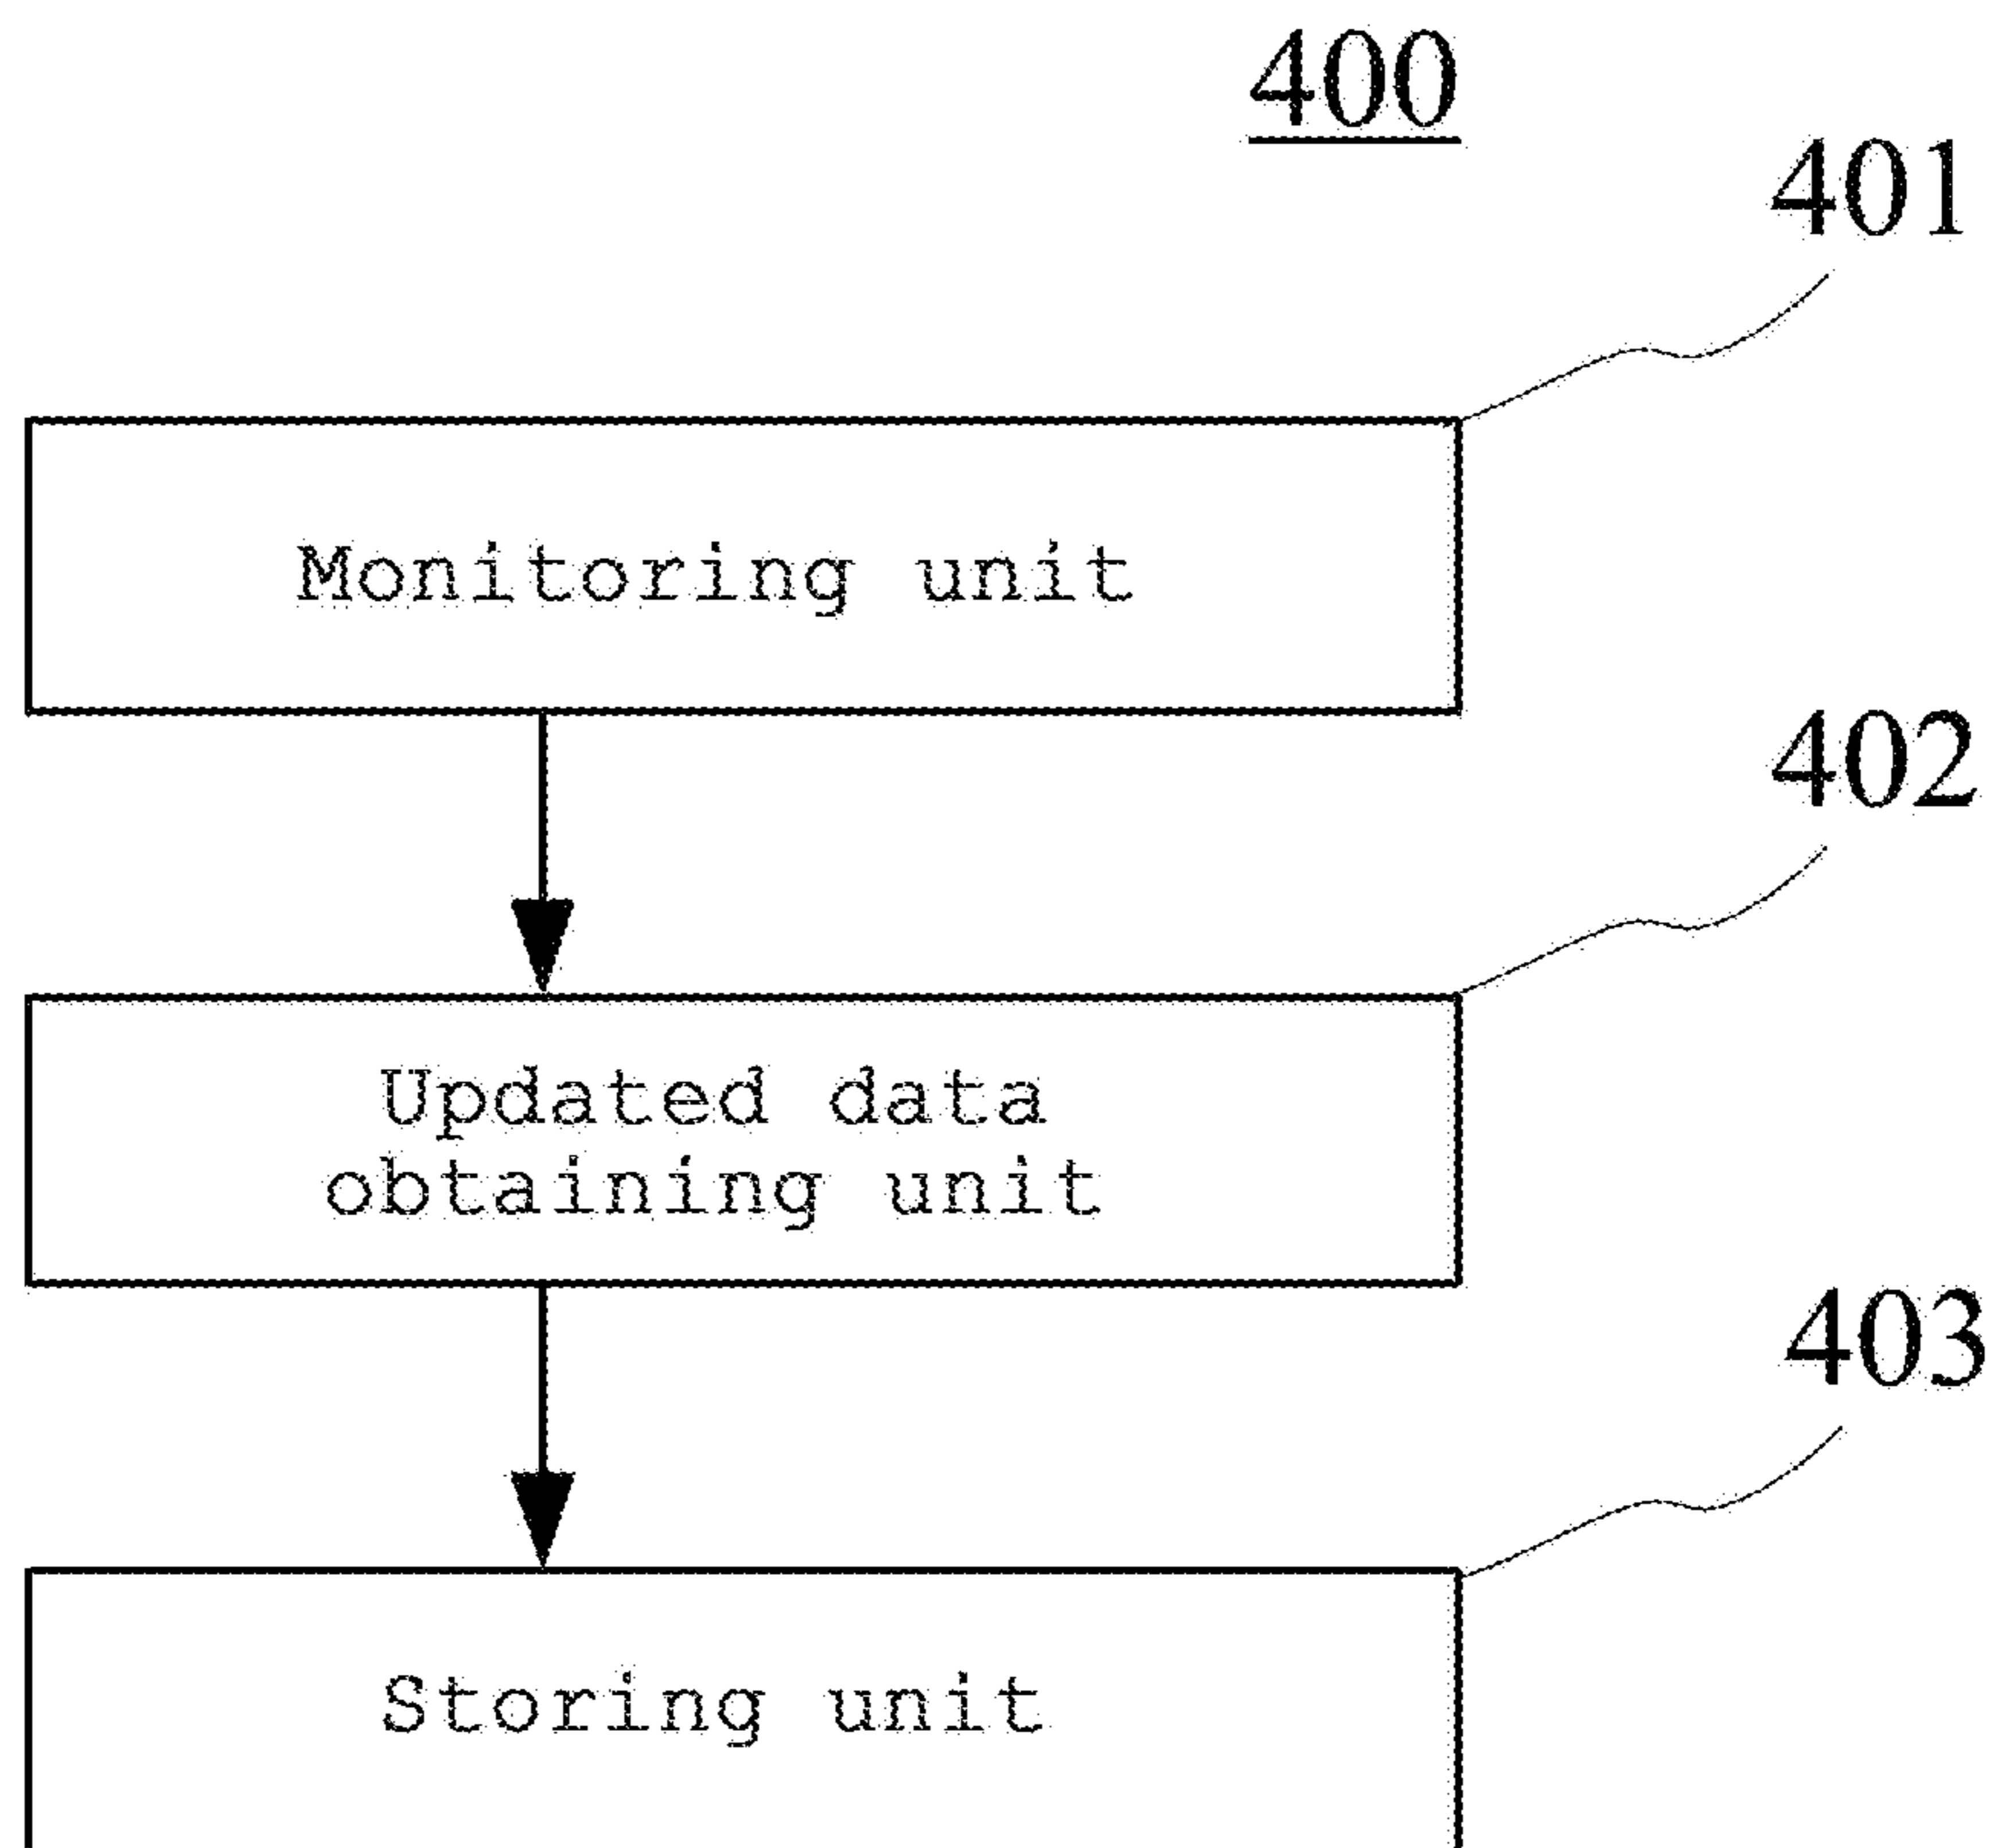 400
401
Monitoring unit
402
Updated data
obtaining unit
403
Storing unit